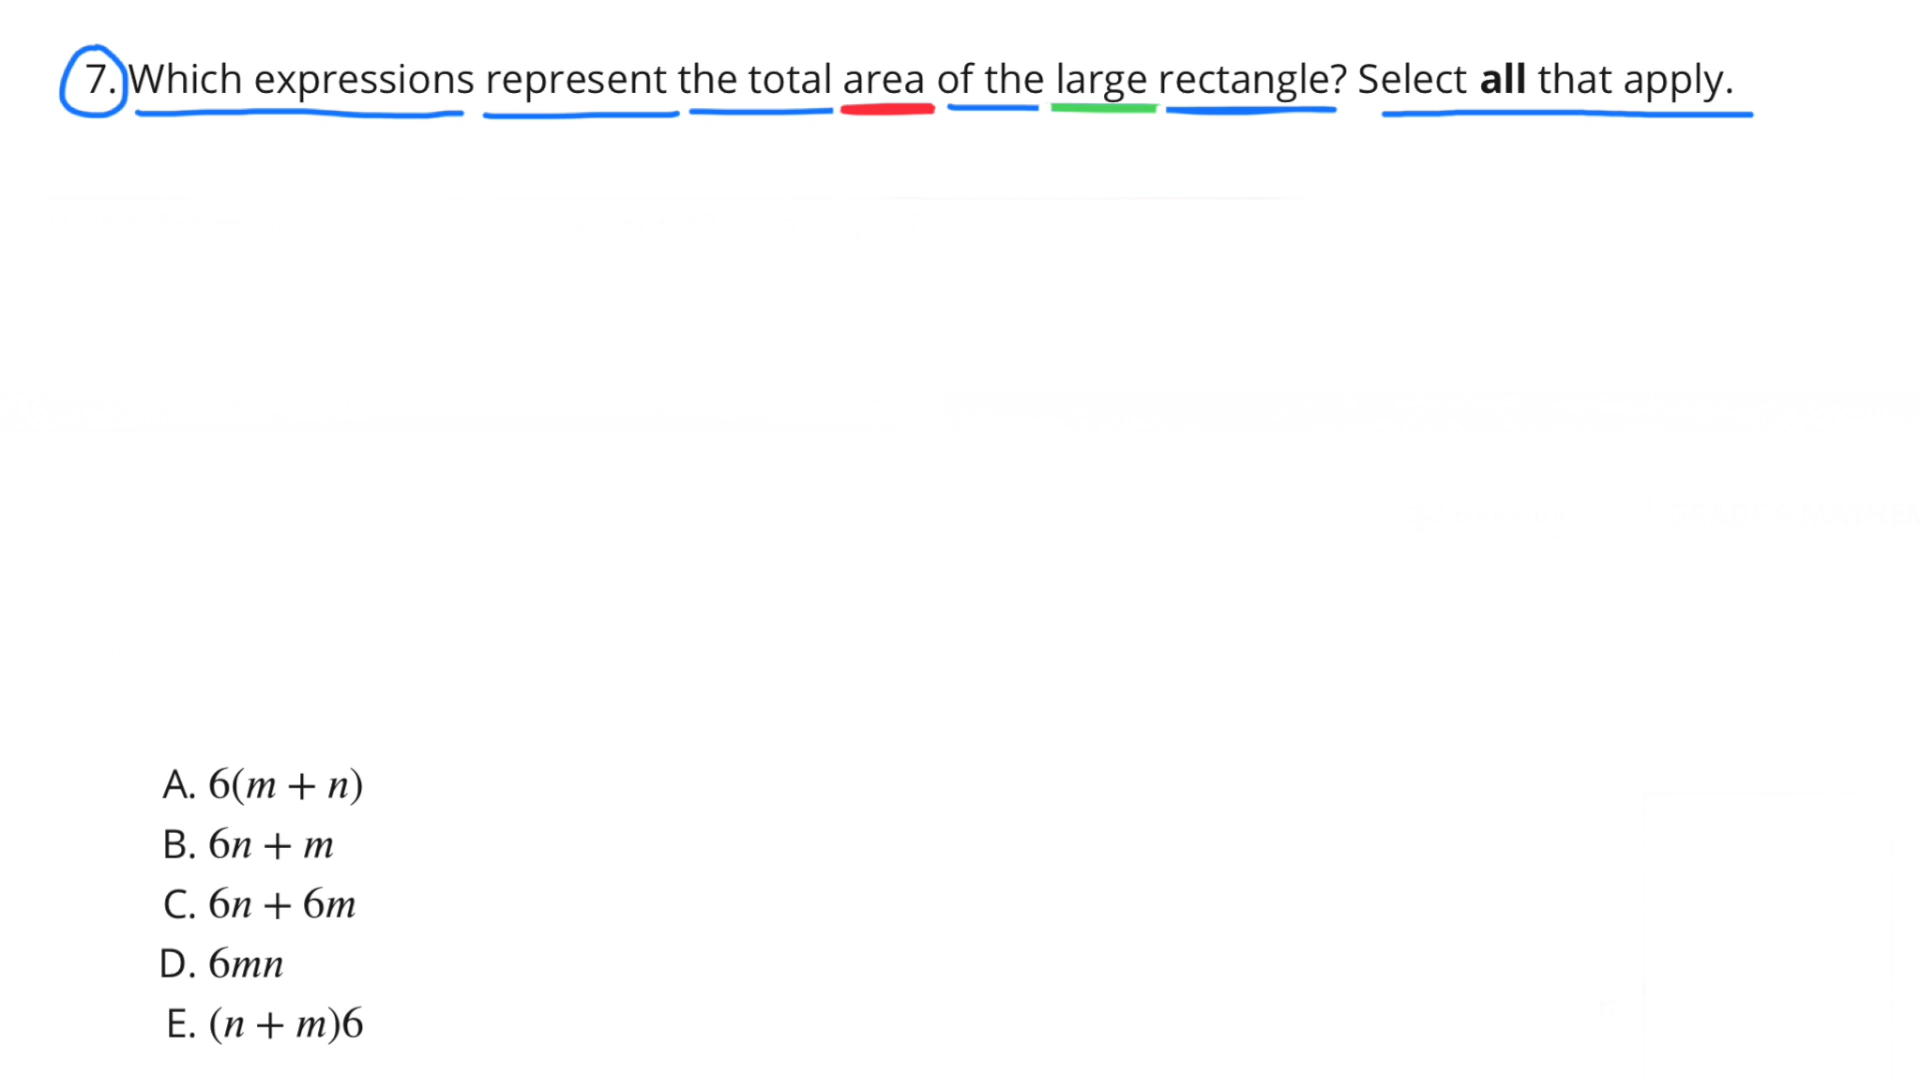 7. Which expressions represent the total area of the large rectangle? Select all that apply.
A. 6(m + n)
B. 6n + m
C. 6n + 6m
D. 6mn
E. (n + m)6